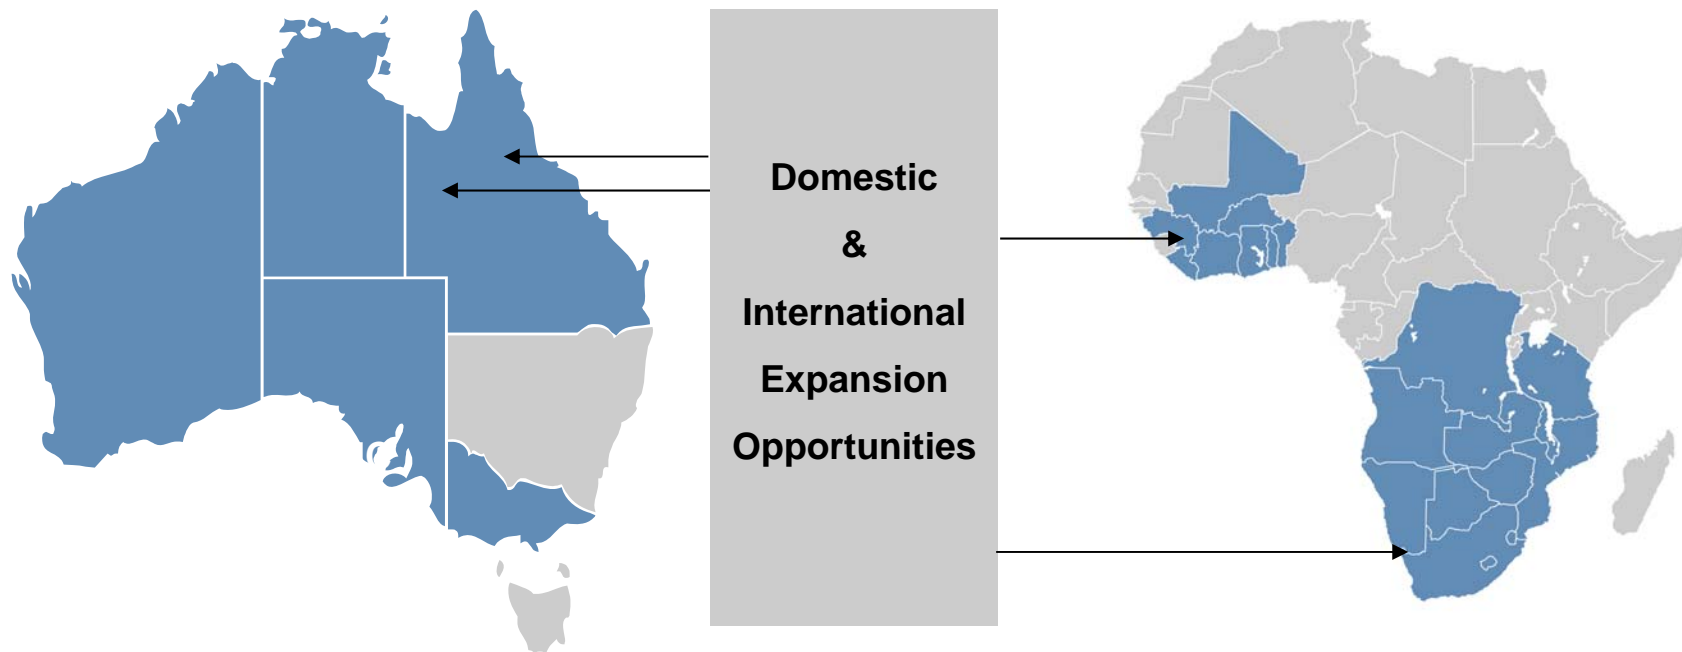 Domestic
&
International
Expansion
Opportunities